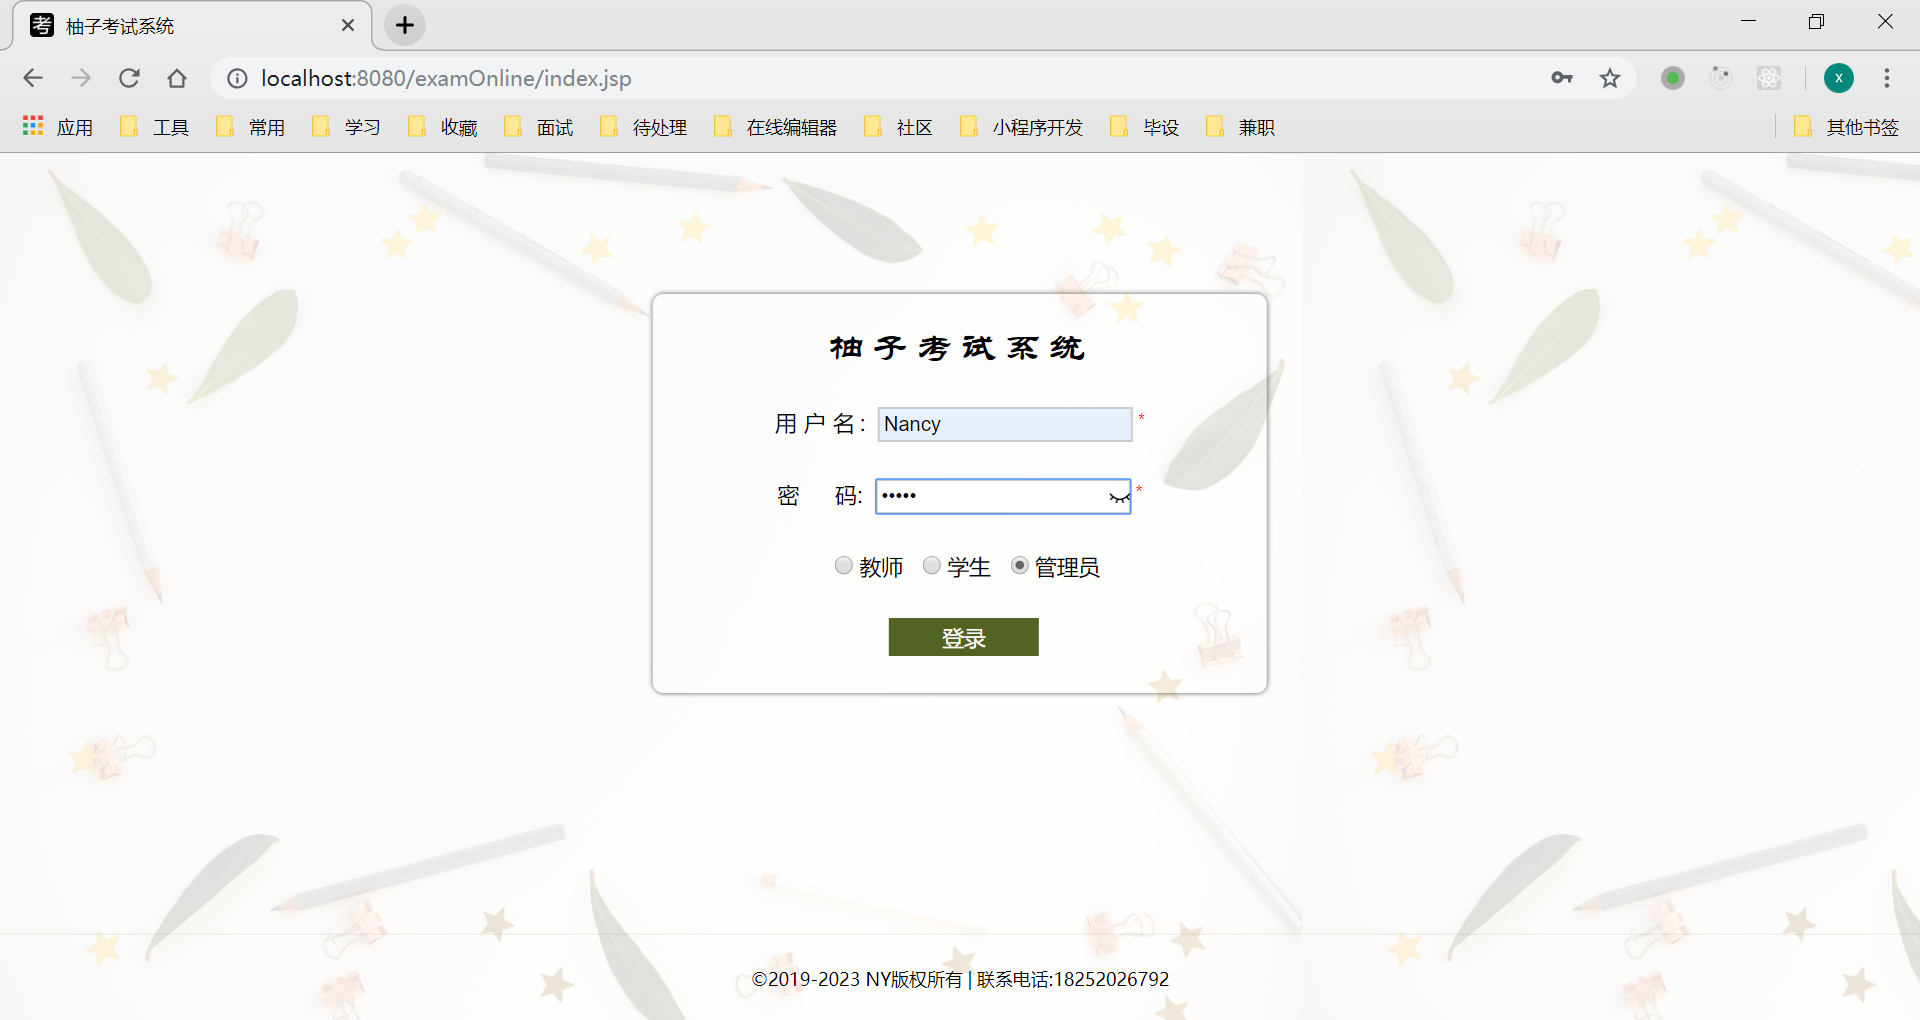 考 柚子考试系统
localhost:8080/examOnline/index.jsp
x
应用 工具 常用 学习 收藏 面试 待处理 在线编辑器 社区 小程序开发 毕设 兼职 其他书签
柚子考试系统
用户名: Nancy *
密 码: ••••• *
教师 学生 管理员
登录
©2019-2023 NY版权所有 | 联系电话:18252026792